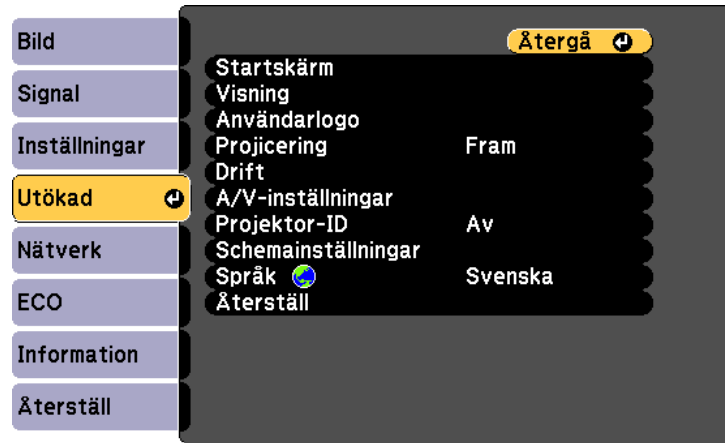 Bild
Signal
Inställningar
Utökad
Nätverk
ECO
Information
Återställ
Återgå
Startskärm
Visning
Användarlogo
Projicering Fram
Drift
A/V-inställningar
Projektor-ID Av
Schemainställningar
Språk Svenska
Återställ